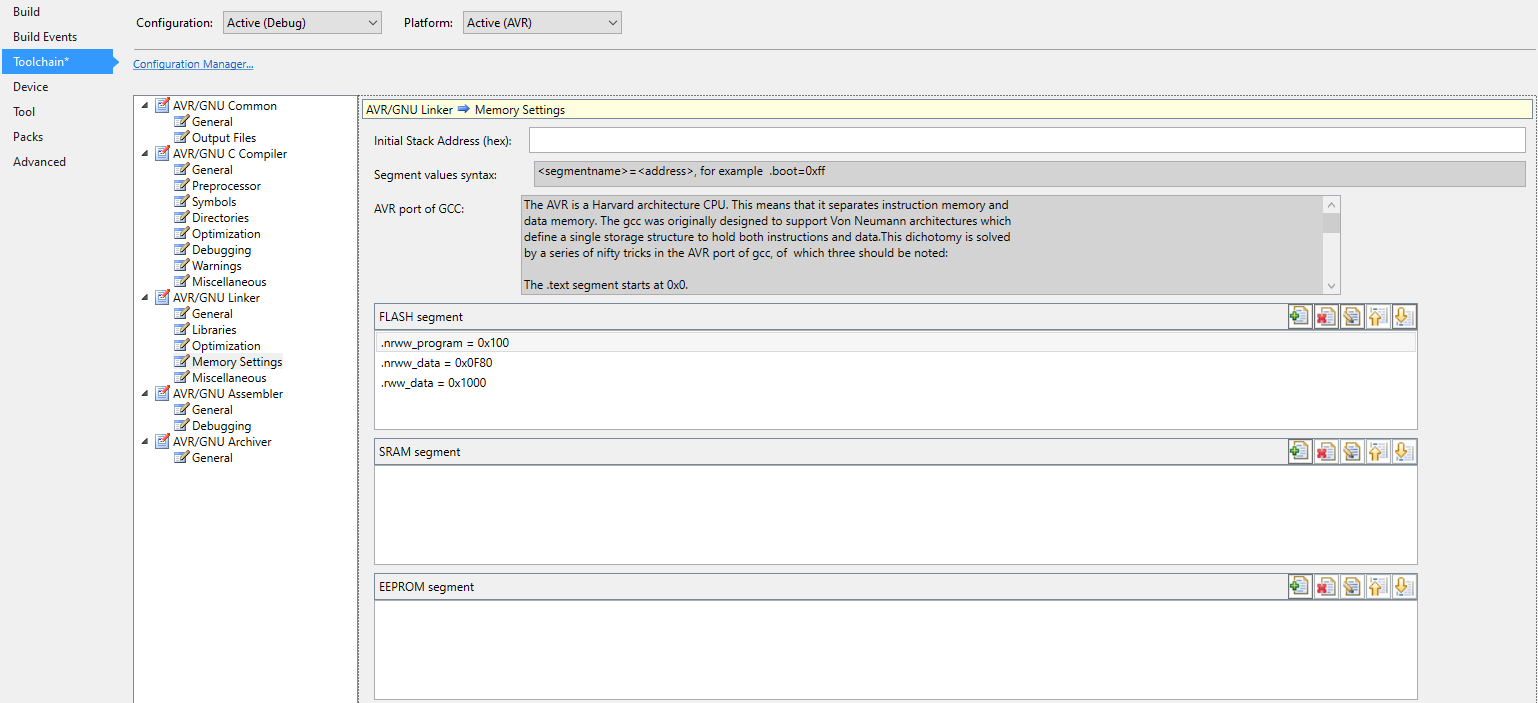 Build
Build Events
Toolchain*
Device
Tool
Packs
Advanced
Configuration: Active (Debug) Platform: Active (AVR)
Configuration Manager...
AVR/GNU Common
General
Output Files
AVR/GNU C Compiler
General
Preprocessor
Symbols
Directories
Optimization
Debugging
Warnings
Miscellaneous
AVR/GNU Linker
General
Libraries
Optimization
Memory Settings
Miscellaneous
AVR/GNU Assembler
General
Debugging
AVR/GNU Archiver
General
AVR/GNU Linker Memory Settings
Initial Stack Address (hex):
Segment values syntax: <segmentname>=<address>, for example .boot=0xff
AVR port of GCC:
The AVR is a Harvard architecture CPU. This means that it separates instruction memory and
data memory. The gcc was originally designed to support Von Neumann architectures which
define a single storage structure to hold both instructions and data.This dichotomy is solved
by a series of nifty tricks in the AVR port of gcc, of which three should be noted:
The .text segment starts at 0x0.
FLASH segment
.nrww_program = 0x100
.nrww_data = 0x0F80
.rww_data = 0x1000
SRAM segment
EEPROM segment